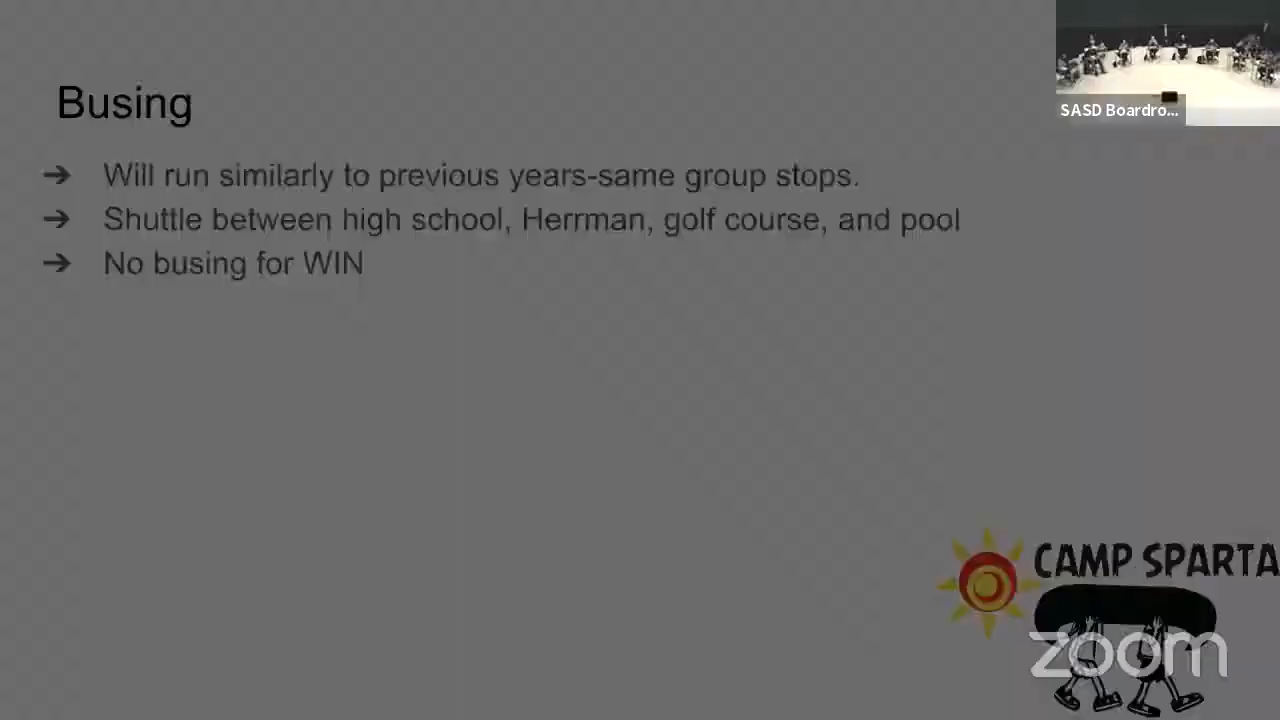 SASD Boardro...
Busing
➔ Will run similarly to previous years-same group stops.
➔ Shuttle between high school, Herrman, golf course, and pool
➔ No busing for WIN
CAMP SPARTA
zoom